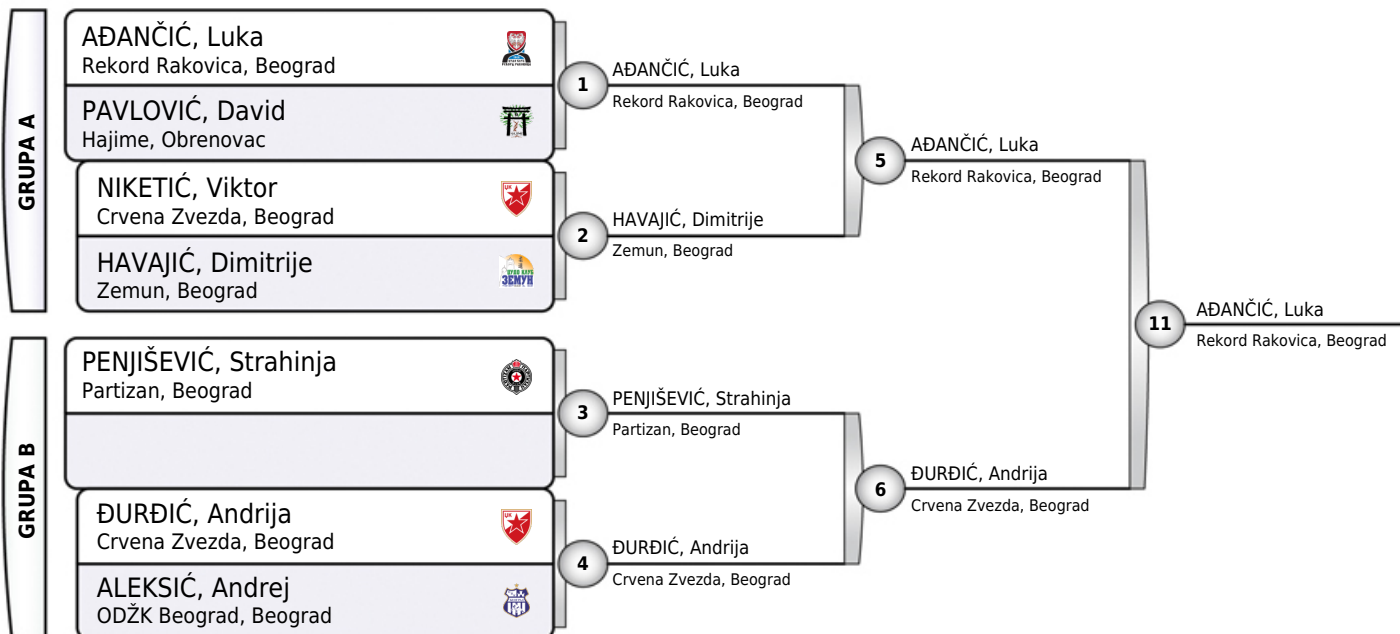 GRUPA A
AĐANČIĆ, Luka
Rekord Rakovica, Beograd
PAVLOVIĆ, David
Hajime, Obrenovac
NIKETIĆ, Viktor
Crvena Zvezda, Beograd
HAVAJIĆ, Dimitrije
Zemun, Beograd
ЗЕМУН
1
AĐANČIĆ, Luka
Rekord Rakovica, Beograd
2
HAVAJIĆ, Dimitrije
Zemun, Beograd
5
AĐANČIĆ, Luka
Rekord Rakovica, Beograd
GRUPA B
PENJIŠEVIĆ, Strahinja
Partizan, Beograd
ĐURĐIĆ, Andrija
Crvena Zvezda, Beograd
ALEKSIĆ, Andrej
ODŽK Beograd, Beograd
3
PENJIŠEVIĆ, Strahinja
Partizan, Beograd
4
ĐURĐIĆ, Andrija
Crvena Zvezda, Beograd
6
ĐURĐIĆ, Andrija
Crvena Zvezda, Beograd
11
AĐANČIĆ, Luka
Rekord Rakovica, Beograd